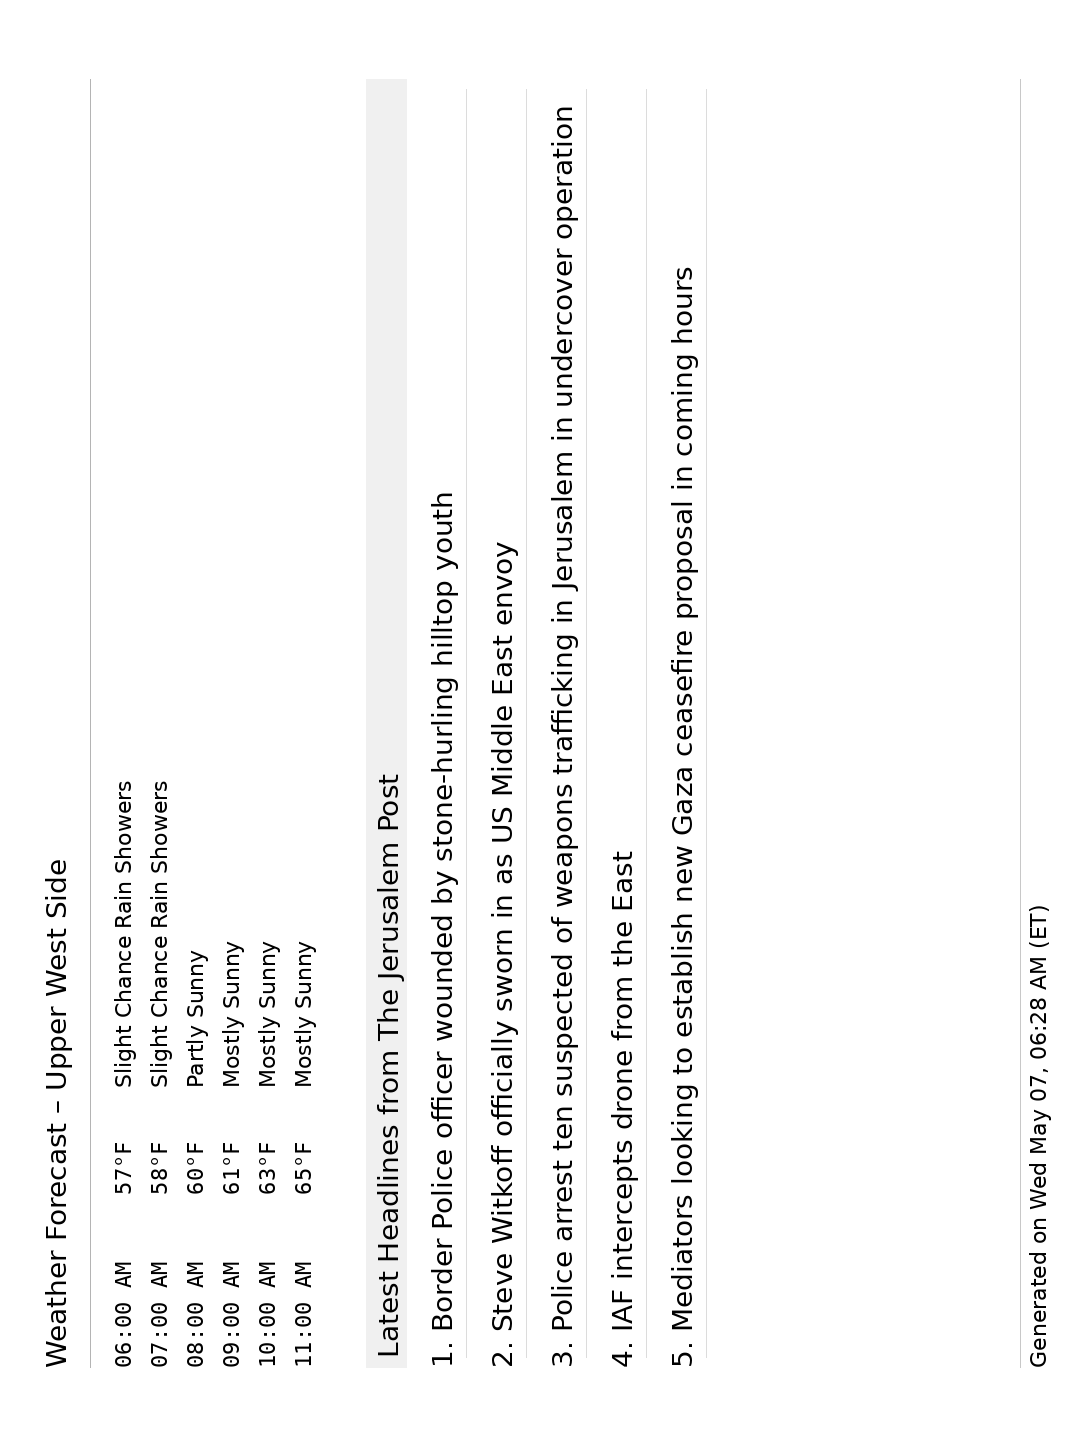 Weather Forecast – Upper West Side
06:00 AM 57°F Slight Chance Rain Showers
07:00 AM 58°F Slight Chance Rain Showers
08:00 AM 60°F Partly Sunny
09:00 AM 61°F Mostly Sunny
10:00 AM 63°F Mostly Sunny
11:00 AM 65°F Mostly Sunny
Latest Headlines from The Jerusalem Post
1. Border Police officer wounded by stone-hurling hilltop youth
2. Steve Witkoff officially sworn in as US Middle East envoy
3. Police arrest ten suspected of weapons trafficking in Jerusalem in undercover operation
4. IAF intercepts drone from the East
5. Mediators looking to establish new Gaza ceasefire proposal in coming hours
Generated on Wed May 07, 06:28 AM (ET)